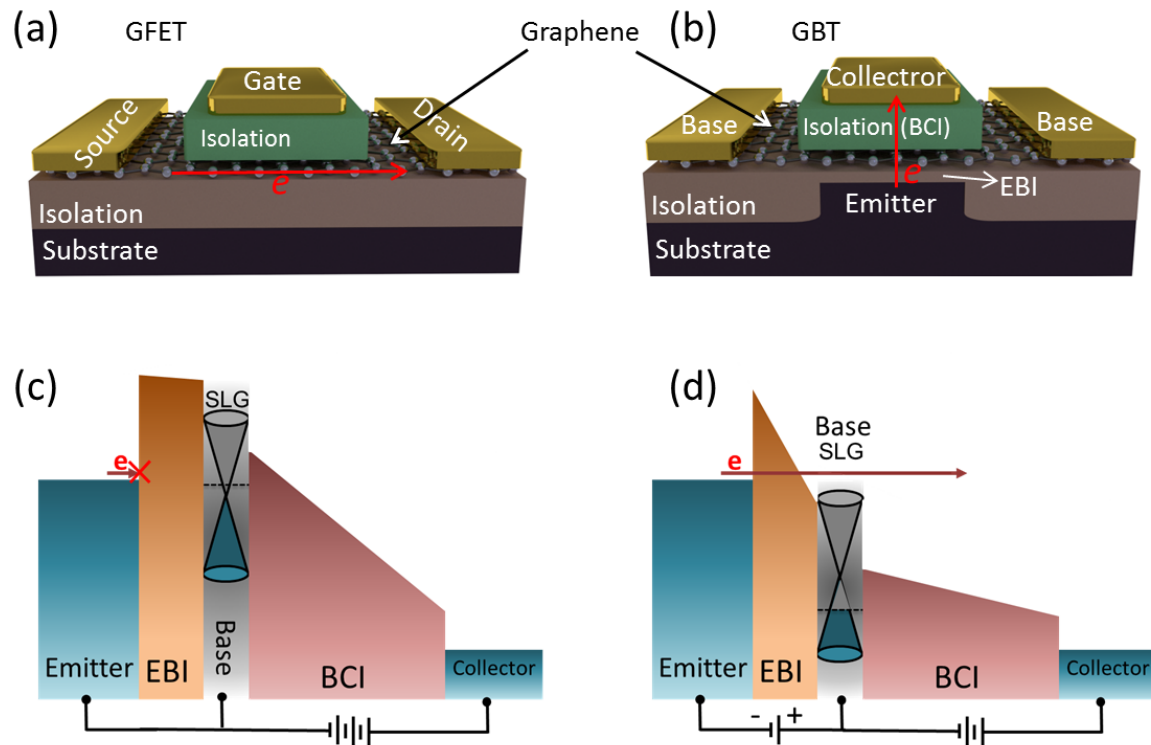 (a)
GFET
Graphene
(b)
GBT
Gate
Source
Drain
Isolation
e
Isolation
Substrate
Collectror
Base
Base
Isolation (BCI)
e
EBI
Isolation
Emitter
Substrate
(c)
SLG
e
Base
Emitter
EBI
BCI
Collector
(d)
Base
SLG
e
Emitter
EBI
BCI
Collector
- +